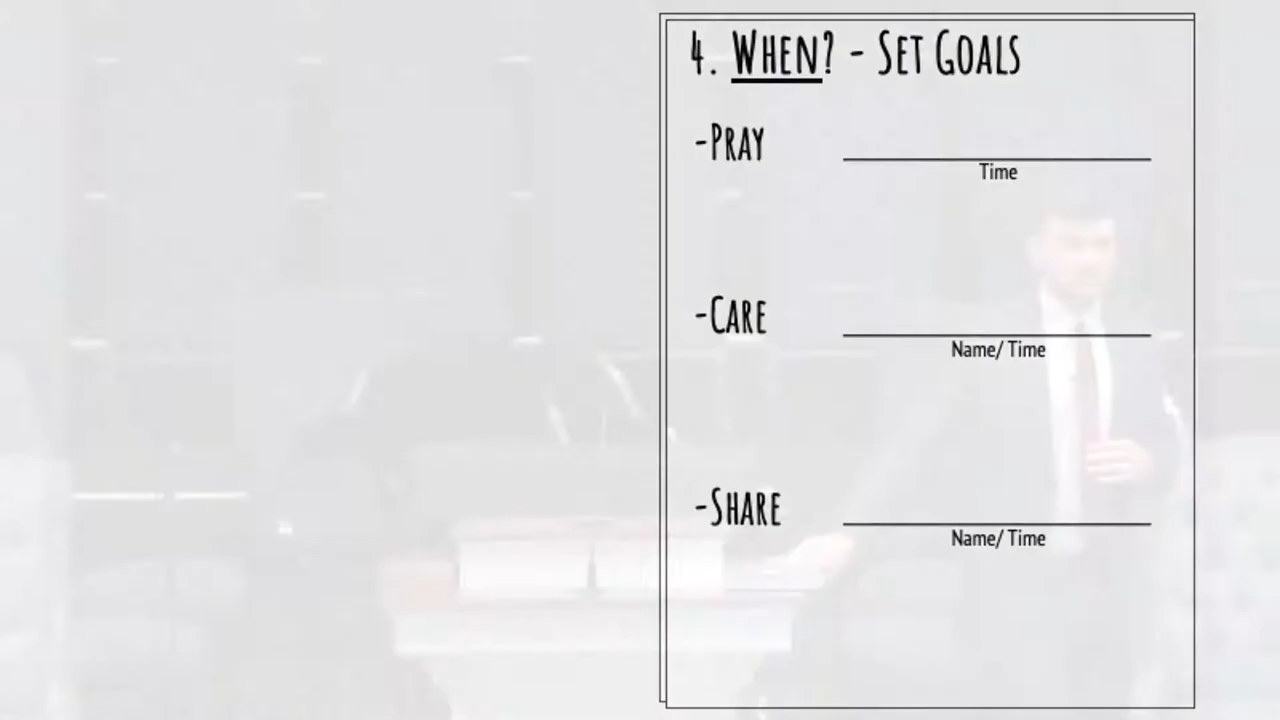 4. When? - Set Goals
-Pray
Time
-Care
Name/ Time
-Share
Name/ Time